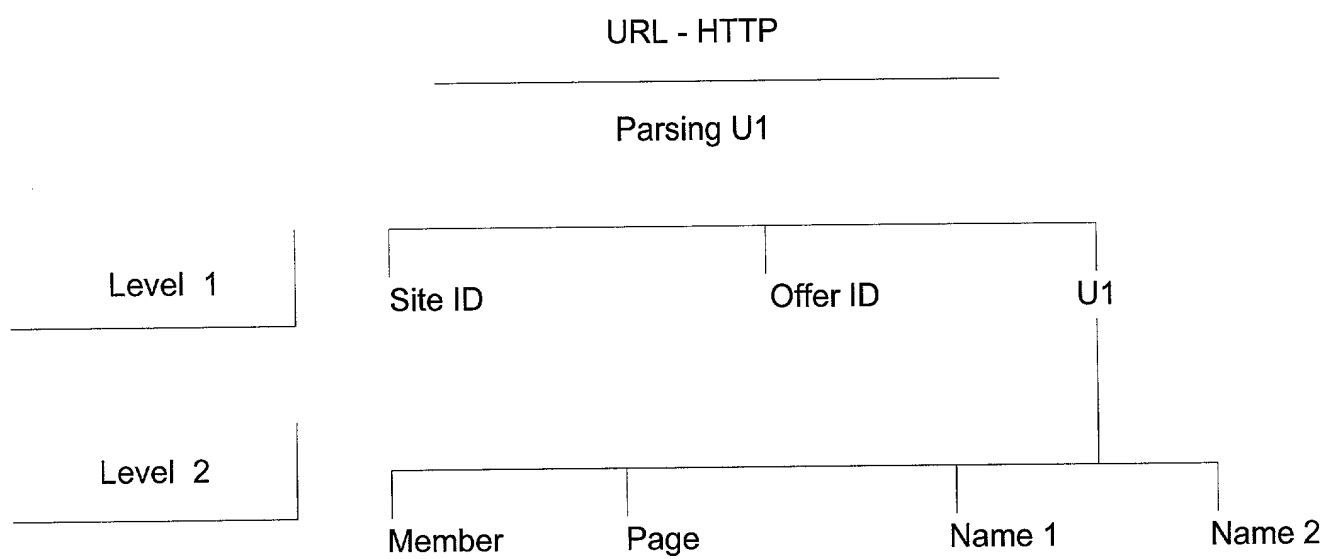 URL - HTTP
Parsing U1
Level 1
Site ID
Offer ID
U1
Level 2
Member
Page
Name 1
Name 2